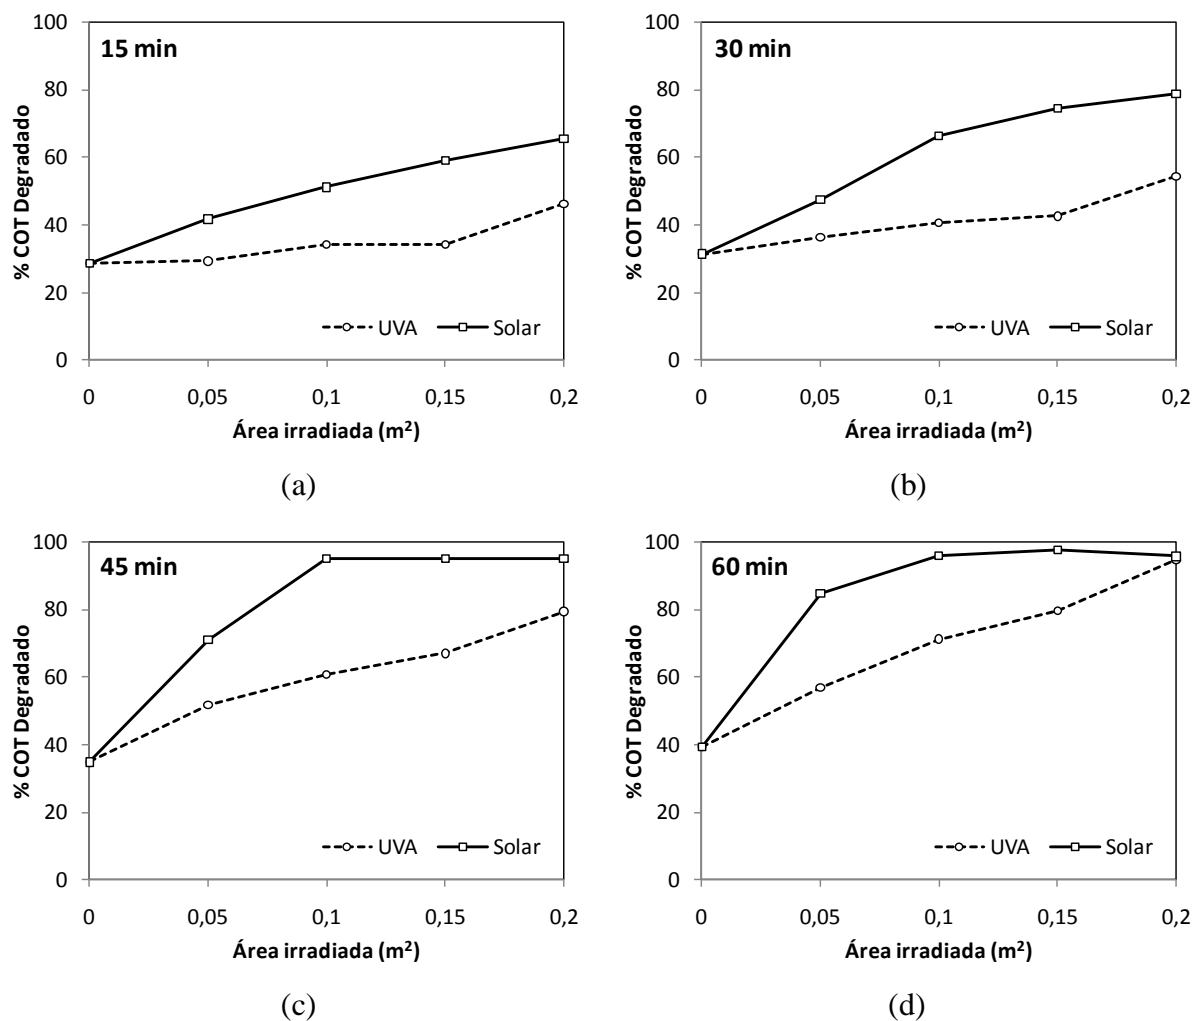 100
80
60
40
20
0
% COT Degradado
15 min
UVA Solar
0 0,05 0,1 0,15 0,2
Área irradiada (m²)
(a)
100
80
60
40
20
0
% COT Degradado
30 min
UVA Solar
0 0,05 0,1 0,15 0,2
Área irradiada (m²)
(b)
100
80
60
40
20
0
% COT Degradado
45 min
UVA Solar
0 0,05 0,1 0,15 0,2
Área irradiada (m²)
(c)
100
80
60
40
20
0
% COT Degradado
60 min
UVA Solar
0 0,05 0,1 0,15 0,2
Área irradiada (m²)
(d)